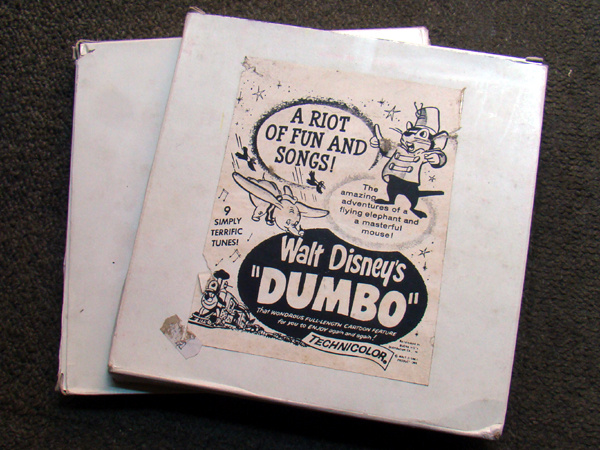 A RIOT
OF FUN AND
SONGS!
The
amazing
adventures of a
flying elephant and
a masterful
mouse!
9
SIMPLY
TERRIFIC
TUNES!
Walt Disney's
"DUMBO"
That WONDROUS FULL-LENGTH CARTOON FEATURE
for you to ENJOY again and again!
TECHNICOLOR®